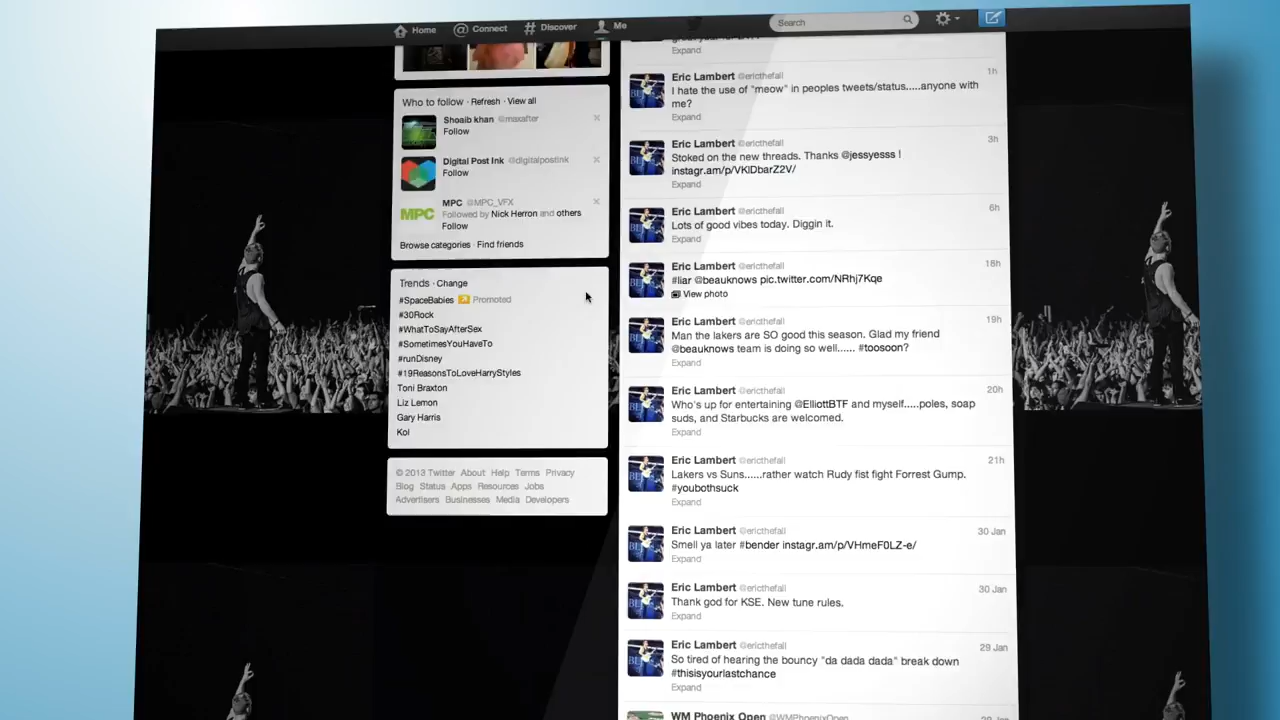 Home
Connect
Discover
Me
Search
Who to follow · Refresh · View all
Shoaib khan @maxafter
Follow
Digital Post Ink @digitalpostink
Follow
MPC
MPC @MPC_VFX
Followed by Nick Herron and others
Follow
Browse categories · Find friends
Trends · Change
#SpaceBabies Promoted
#30Rock
#WhatToSayAfterSex
#SometimesYouHaveTo
#runDisney
#19ReasonsToLoveHarryStyles
Toni Braxton
Liz Lemon
Gary Harris
Koi
© 2013 Twitter About Help Terms Privacy
Blog Status Apps Resources Jobs
Advertisers Businesses Media Developers
Expand
Eric Lambert @ericthefall 1h
I hate the use of "meow" in peoples tweets/status.....anyone with
me?
Expand
Eric Lambert @ericthefall 3h
Stoked on the new threads. Thanks @jessyesss !
instagr.am/p/VKlDbarZ2V/
Expand
Eric Lambert @ericthefall 6h
Lots of good vibes today. Diggin it.
Expand
Eric Lambert @ericthefall 18h
#liar @beauknows pic.twitter.com/NRhj7Kqe
View photo
Eric Lambert @ericthefall 19h
Man the lakers are SO good this season. Glad my friend
@beauknows team is doing so well...... #toosoon?
Expand
Eric Lambert @ericthefall 20h
Who's up for entertaining @ElliottBTF and myself.....poles, soap
suds, and Starbucks are welcomed.
Expand
Eric Lambert @ericthefall 21h
Lakers vs Suns......rather watch Rudy fist fight Forrest Gump.
#youbothsuck
Expand
Eric Lambert @ericthefall 30 Jan
Smell ya later #bender instagr.am/p/VHmeF0LZ-e/
Expand
Eric Lambert @ericthefall 30 Jan
Thank god for KSE. New tune rules.
Expand
Eric Lambert @ericthefall 29 Jan
So tired of hearing the bouncy "da dada dada" break down
#thisisyourlastchance
Expand
WM Phoenix Open @WMPhoenixOpen